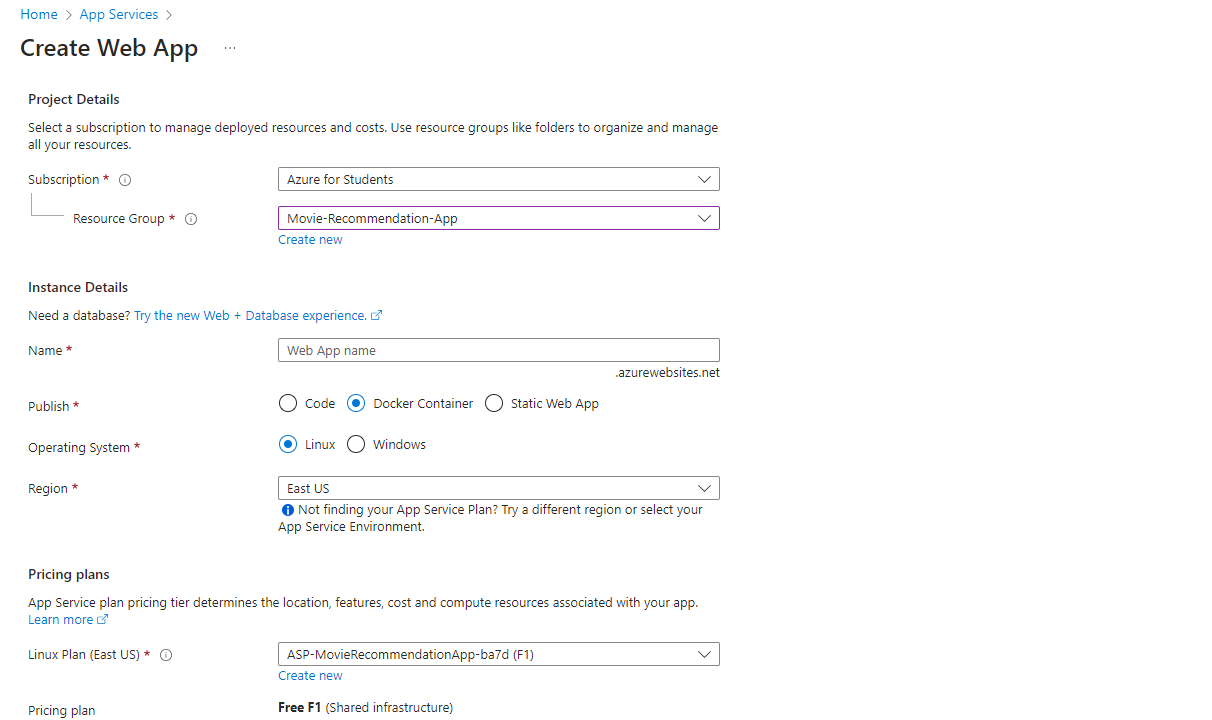 Home > App Services >
Create Web App ...
Project Details
Select a subscription to manage deployed resources and costs. Use resource groups like folders to organize and manage
all your resources.
Subscription *
Azure for Students
Resource Group *
Movie-Recommendation-App
Create new
Instance Details
Need a database? Try the new Web + Database experience.
Name *
Web App name
.azurewebsites.net
Publish *
Code Docker Container Static Web App
Operating System *
Linux Windows
Region *
East US
Not finding your App Service Plan? Try a different region or select your
App Service Environment.
Pricing plans
App Service plan pricing tier determines the location, features, cost and compute resources associated with your app.
Learn more
Linux Plan (East US) *
ASP-MovieRecommendationApp-ba7d (F1)
Create new
Pricing plan
Free F1 (Shared infrastructure)